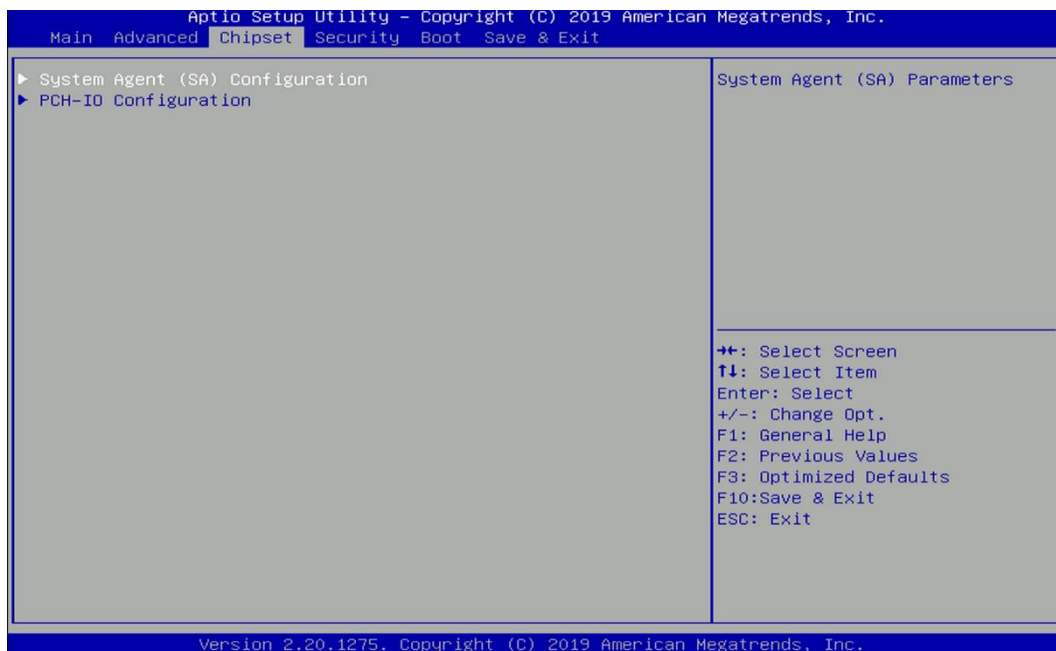 Aptio Setup Utility – Copyright (C) 2019 American Megatrends, Inc.
Main Advanced Chipset Security Boot Save & Exit
▶ System Agent (SA) Configuration
▶ PCH-IO Configuration
System Agent (SA) Parameters
→←: Select Screen
↑↓: Select Item
Enter: Select
+/-: Change Opt.
F1: General Help
F2: Previous Values
F3: Optimized Defaults
F10:Save & Exit
ESC: Exit
Version 2.20.1275. Copyright (C) 2019 American Megatrends, Inc.